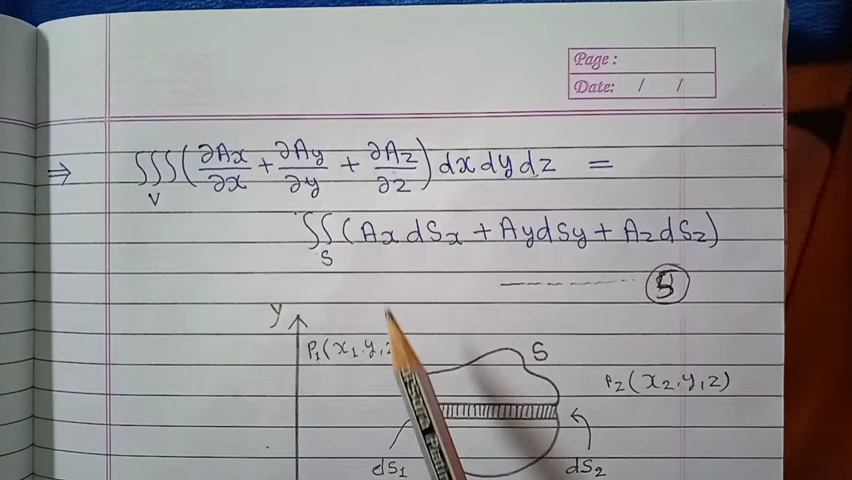 Page :
Date: / /
⇒ ∭V (∂Ax/∂x + ∂Ay/∂y + ∂Az/∂z) dx dy dz =
∬S (Ax dSx + Ay dSy + Az dSz)
5
y
P1(x1, y, z
S
P2(x2, y, z)
dS1
dS2